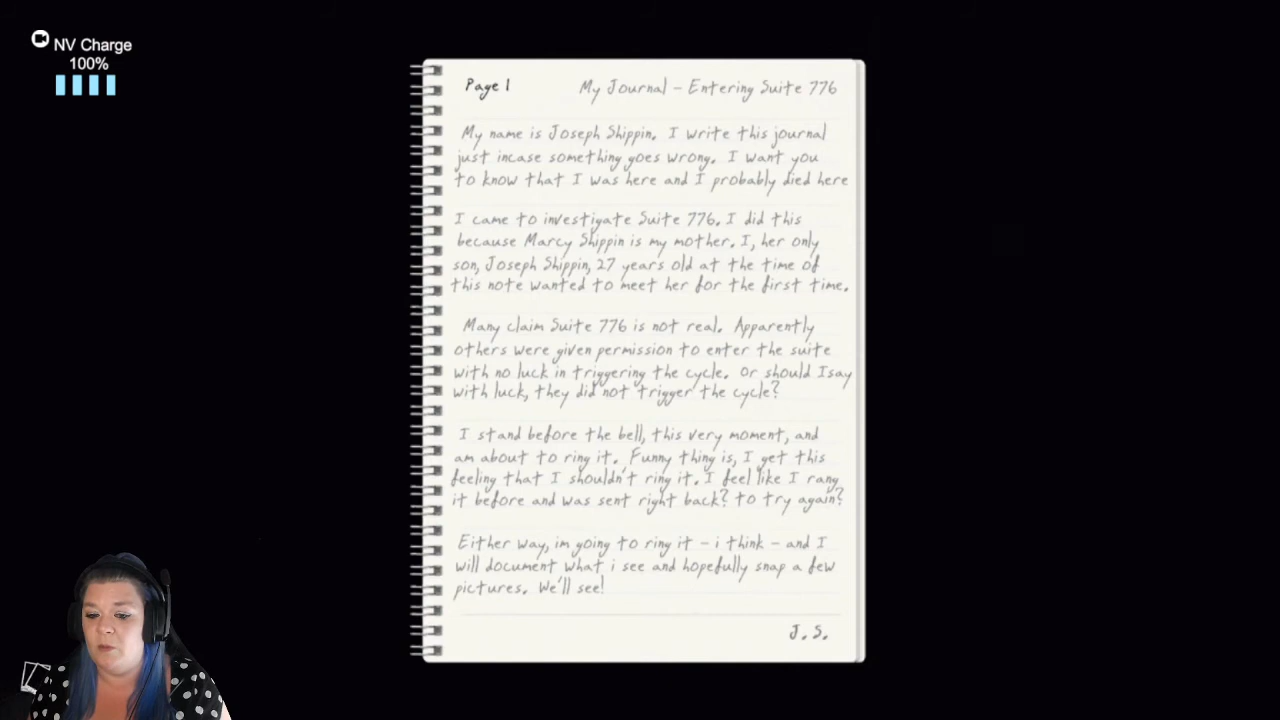 NV Charge
100%
Page 1
My Journal - Entering Suite 776
My name is Joseph Shippin. I write this journal
just incase something goes wrong. I want you
to know that I was here and I probably died here
I came to investigate Suite 776. I did this
because Marcy Shippin is my mother. I, her only
son, Joseph Shippin, 27 years old at the time of
this note wanted to meet her for the first time.
Many claim Suite 776 is not real. Apparently
others were given permission to enter the suite
with no luck in triggering the cycle. Or should I say
with luck, they did not trigger the cycle?
I stand before the bell, this very moment, and
am about to ring it. Funny thing is, I get this
feeling that I shouldn't ring it. I feel like I rang
it before and was sent right back? to try again?
Either way, im going to ring it - i think - and I
will document what i see and hopefully snap a few
pictures. We'll see!
J. S.